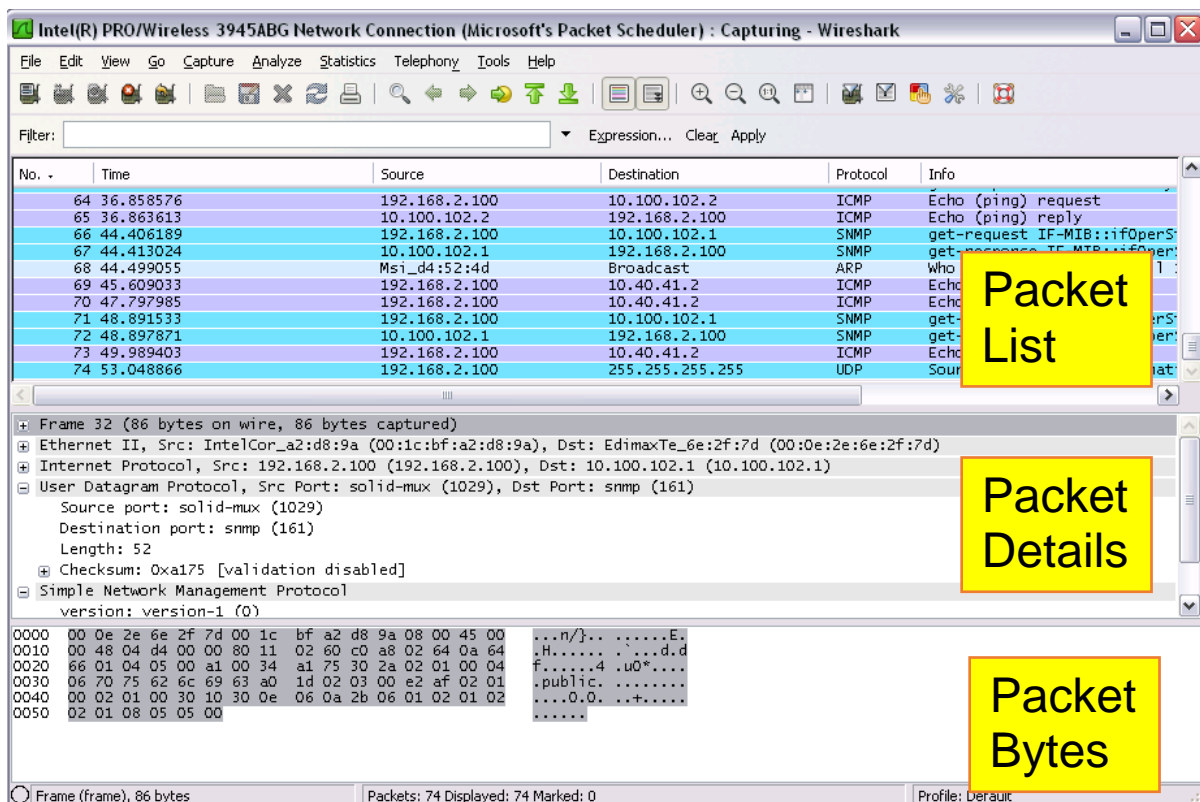 Intel(R) PRO/Wireless 3945ABG Network Connection (Microsoft's Packet Scheduler) : Capturing - Wireshark
File Edit View Go Capture Analyze Statistics Telephony Tools Help
Filter: Expression... Clear Apply
No. Time Source Destination Protocol Info
64 36.858576 192.168.2.100 10.100.102.2 ICMP Echo (ping) request
65 36.863613 10.100.102.2 192.168.2.100 ICMP Echo (ping) reply
66 44.406189 192.168.2.100 10.100.102.1 SNMP get-request IF-MIB::ifOperS
67 44.413024 10.100.102.1 192.168.2.100 SNMP get-response IF-MIB::ifOper
68 44.499055 Msi_d4:52:4d Broadcast ARP Who
69 45.609033 192.168.2.100 10.40.41.2 ICMP Echo
70 47.797985 192.168.2.100 10.40.41.2 ICMP Echo
71 48.891533 192.168.2.100 10.100.102.1 SNMP get-
72 48.897871 10.100.102.1 192.168.2.100 SNMP get-
73 49.989403 192.168.2.100 10.40.41.2 ICMP Echo
74 53.048866 192.168.2.100 255.255.255.255 UDP Sour
Packet
List
Frame 32 (86 bytes on wire, 86 bytes captured)
Ethernet II, Src: IntelCor_a2:d8:9a (00:1c:bf:a2:d8:9a), Dst: EdimaxTe_6e:2f:7d (00:0e:2e:6e:2f:7d)
Internet Protocol, Src: 192.168.2.100 (192.168.2.100), Dst: 10.100.102.1 (10.100.102.1)
User Datagram Protocol, Src Port: solid-mux (1029), Dst Port: snmp (161)
Source port: solid-mux (1029)
Destination port: snmp (161)
Length: 52
Checksum: 0xa175 [validation disabled]
Simple Network Management Protocol
version: version-1 (0)
Packet
Details
0000 00 0e 2e 6e 2f 7d 00 1c bf a2 d8 9a 08 00 45 00 ...n/}.. ......E.
0010 00 48 04 d4 00 00 80 11 02 60 c0 a8 02 64 0a 64 .H...... .`...d.d
0020 66 01 04 05 00 a1 00 34 a1 75 30 2a 02 01 00 04 f......4 .u0*....
0030 06 70 75 62 6c 69 63 a0 1d 02 03 00 e2 af 02 01 .public. ........
0040 00 02 01 00 30 10 30 0e 06 0a 2b 06 01 02 01 02 ....0.0. ..+.....
0050 02 01 08 05 05 00 ......
Packet
Bytes
Frame (frame), 86 bytes Packets: 74 Displayed: 74 Marked: 0 Profile: Default